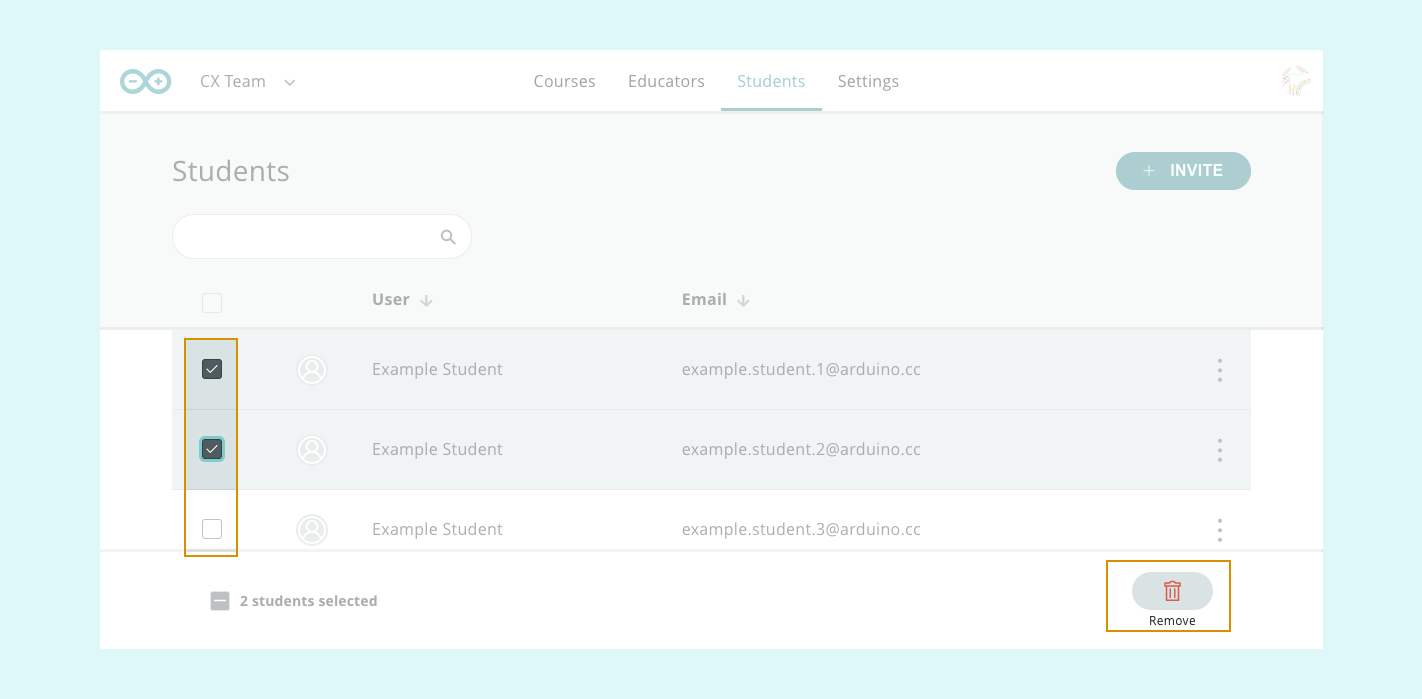 CX Team Courses Educators Students Settings
Students
+ INVITE
User Email
Example Student example.student.1@arduino.cc
Example Student example.student.2@arduino.cc
Example Student example.student.3@arduino.cc
2 students selected
Remove